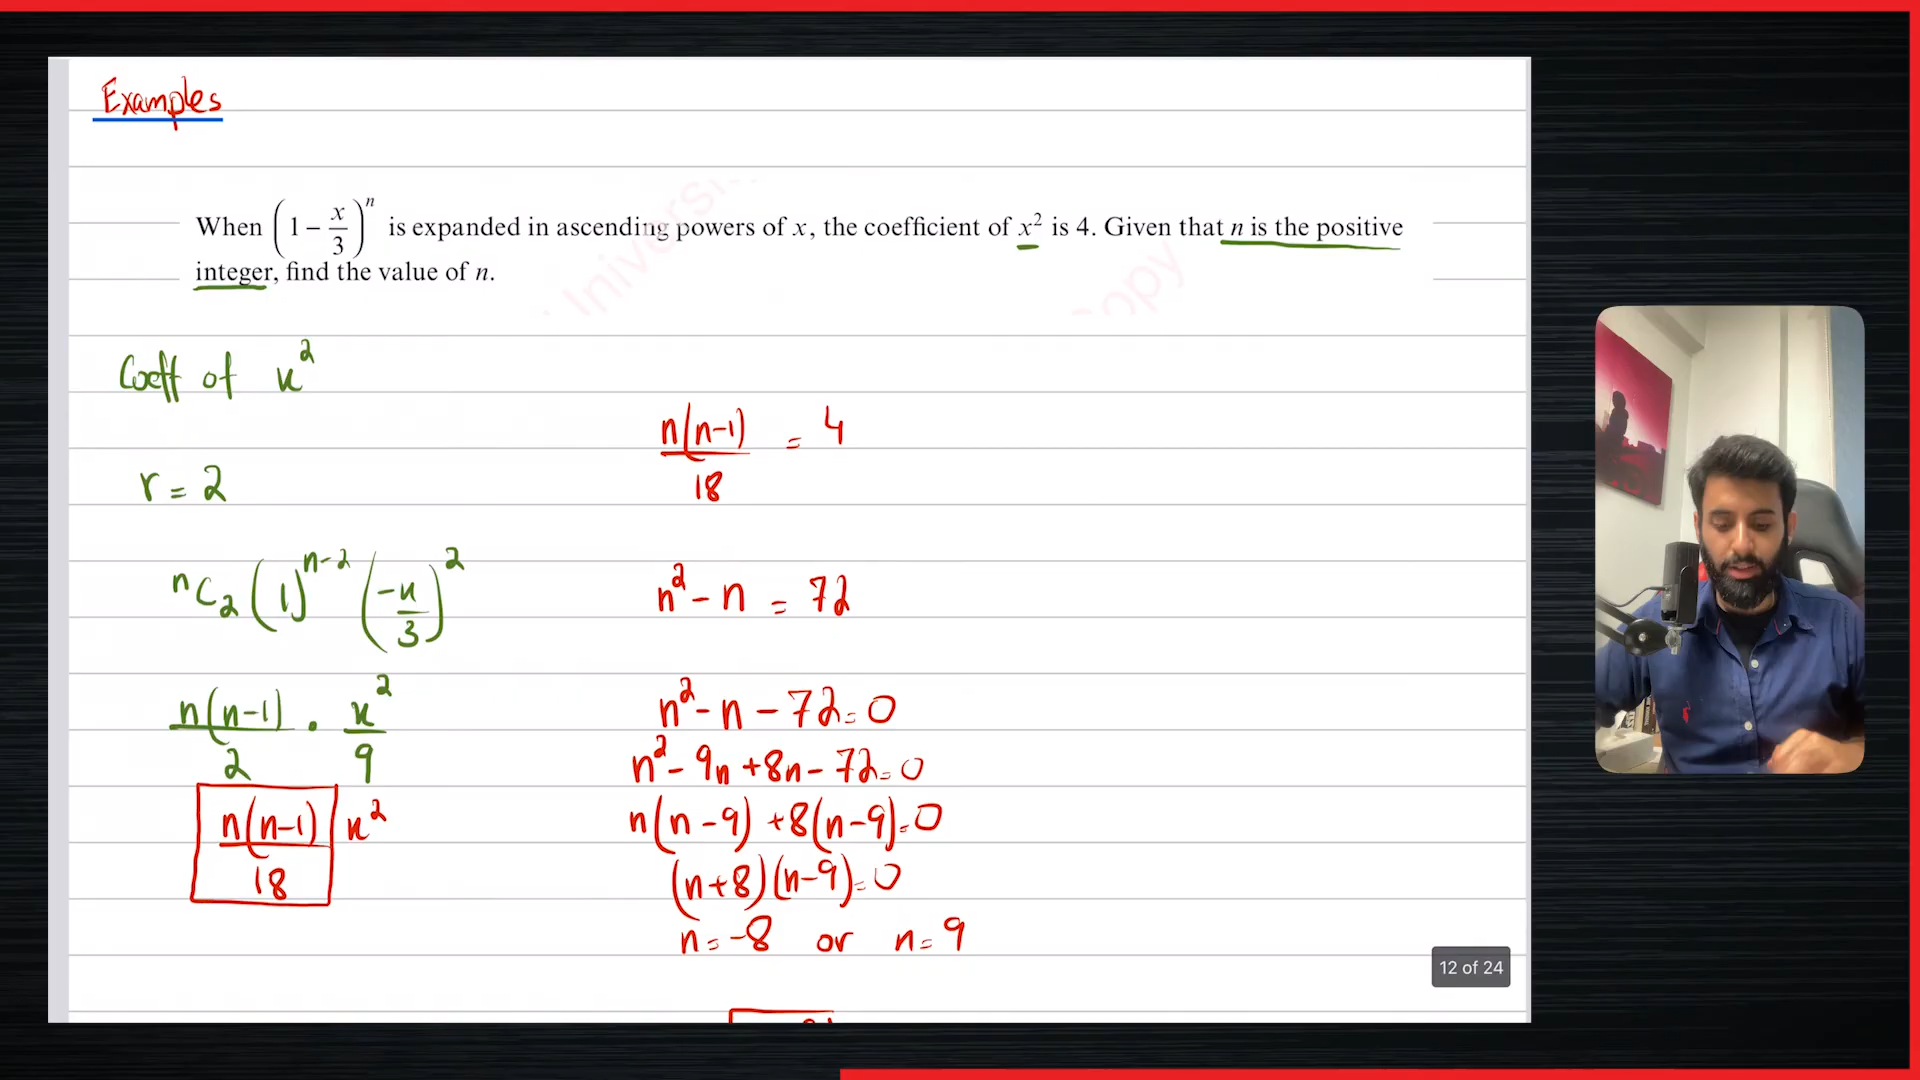 Examples
When (1 − x/3)^n is expanded in ascending powers of x, the coefficient of x² is 4. Given that n is the positive
integer, find the value of n.
Coeff of x²
r = 2
nC2 (1)^(n-2) (-x/3)^2
n(n-1)/2 · x²/9
n(n-1)/18 x²
n(n-1)/18 = 4
n² - n = 72
n² - n - 72 = 0
n² - 9n + 8n - 72 = 0
n(n-9) + 8(n-9) = 0
(n+8)(n-9) = 0
n = -8 or n = 9
12 of 24
Copy